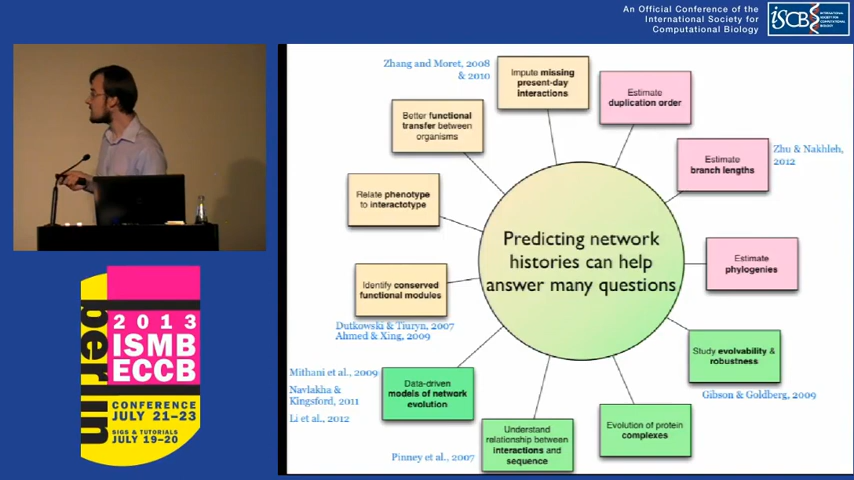 An Official Conference of the
International Society for
Computational Biology
ISCB
INTERNATIONAL
SOCIETY FOR
COMPUTATIONAL
BIOLOGY
Zhang and Moret, 2008
& 2010
Impute missing
present-day
interactions
Estimate
duplication order
Better functional
transfer between
organisms
Estimate
branch lengths
Zhu & Nakhleh,
2012
Relate phenotype
to interactotype
Predicting network
histories can help
answer many questions
Estimate
phylogenies
Identify conserved
functional modules
Dutkowski & Tiuryn, 2007
Ahmed & Xing, 2009
Study evolvability &
robustness
Gibson & Goldberg, 2009
Mithani et al., 2009
Navlakha &
Kingsford, 2011
Li et al., 2012
Data-driven
models of network
evolution
Understand
relationship between
interactions and
sequence
Pinney et al., 2007
Evolution of protein
complexes
berlin
2013
ISMB
ECCB
CONFERENCE
JULY 21–23
SIGS & TUTORIALS
JULY 19–20